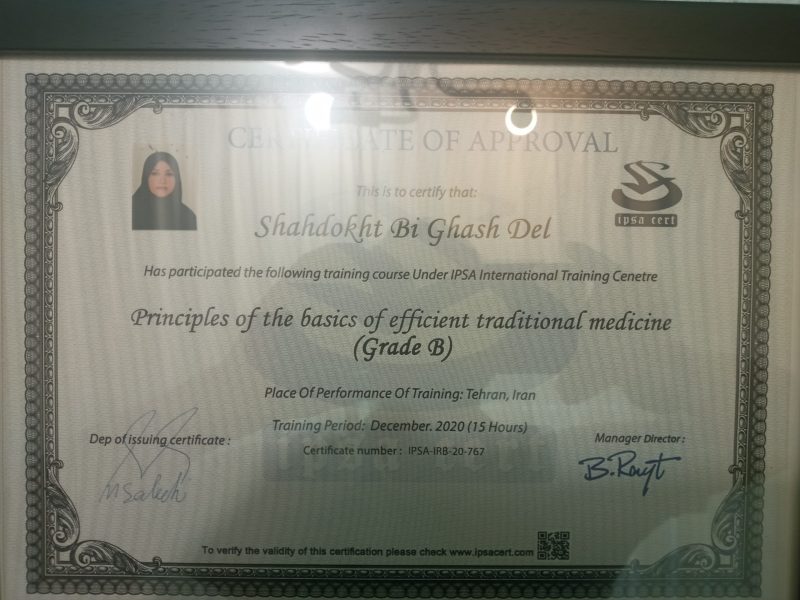 CERTIFICATE OF APPROVAL
This is to certify that:
ipsa cert
Shahdokht Bi Ghash Del
Has participated the following training course Under IPSA International Training Cenetre
Principles of the basics of efficient traditional medicine
(Grade B)
Place Of Performance Of Training: Tehran, Iran
Training Period: December. 2020 (15 Hours)
Dep of issuing certificate :
Manager Director :
Certificate number : IPSA-IRB-20-767
To verify the validity of this certification please check www.ipsacert.com